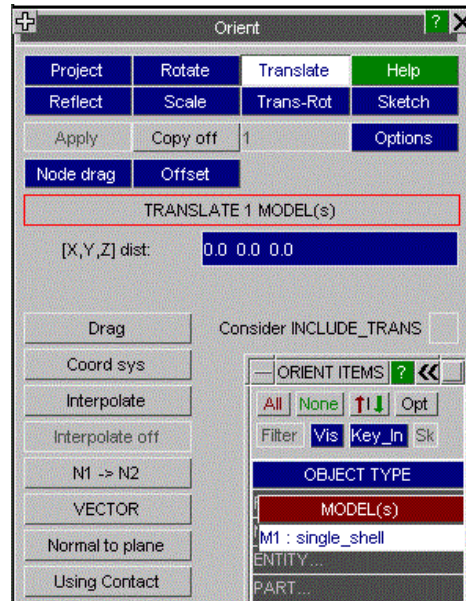 Orient ? X
Project Rotate Translate Help
Reflect Scale Trans-Rot Sketch
Apply Copy off 1 Options
Node drag Offset
TRANSLATE 1 MODEL(s)
[X,Y,Z] dist: 0.0 0.0 0.0
Drag Consider INCLUDE_TRANS
Coord sys
ORIENT ITEMS ?
Interpolate
All None Opt
Interpolate off
Filter Vis Key_In Sk
N1 -> N2
OBJECT TYPE
VECTOR
MODEL(s)
Normal to plane
M1 : single_shell
ENTITY...
Using Contact
PART...